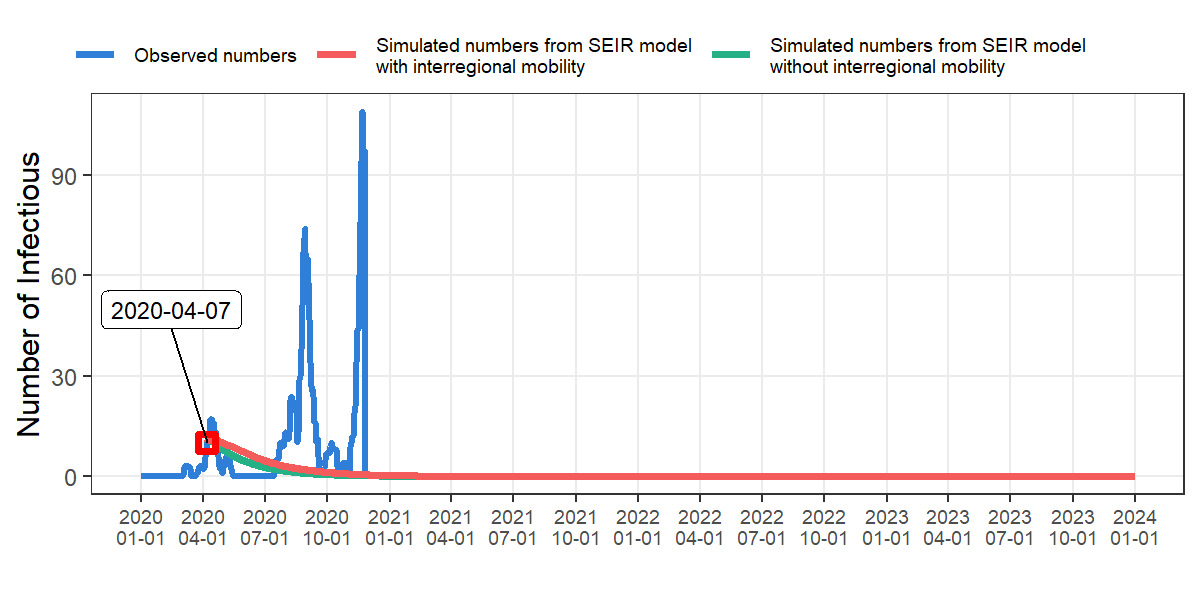 Observed numbers
Simulated numbers from SEIR model
with interregional mobility
Simulated numbers from SEIR model
without interregional mobility
Number of Infectious
90
60
30
0
2020-04-07
2020 2020 2020 2020 2021 2021 2021 2021 2022 2022 2022 2022 2023 2023 2023 2023 2024
01-01 04-01 07-01 10-01 01-01 04-01 07-01 10-01 01-01 04-01 07-01 10-01 01-01 04-01 07-01 10-01 01-01